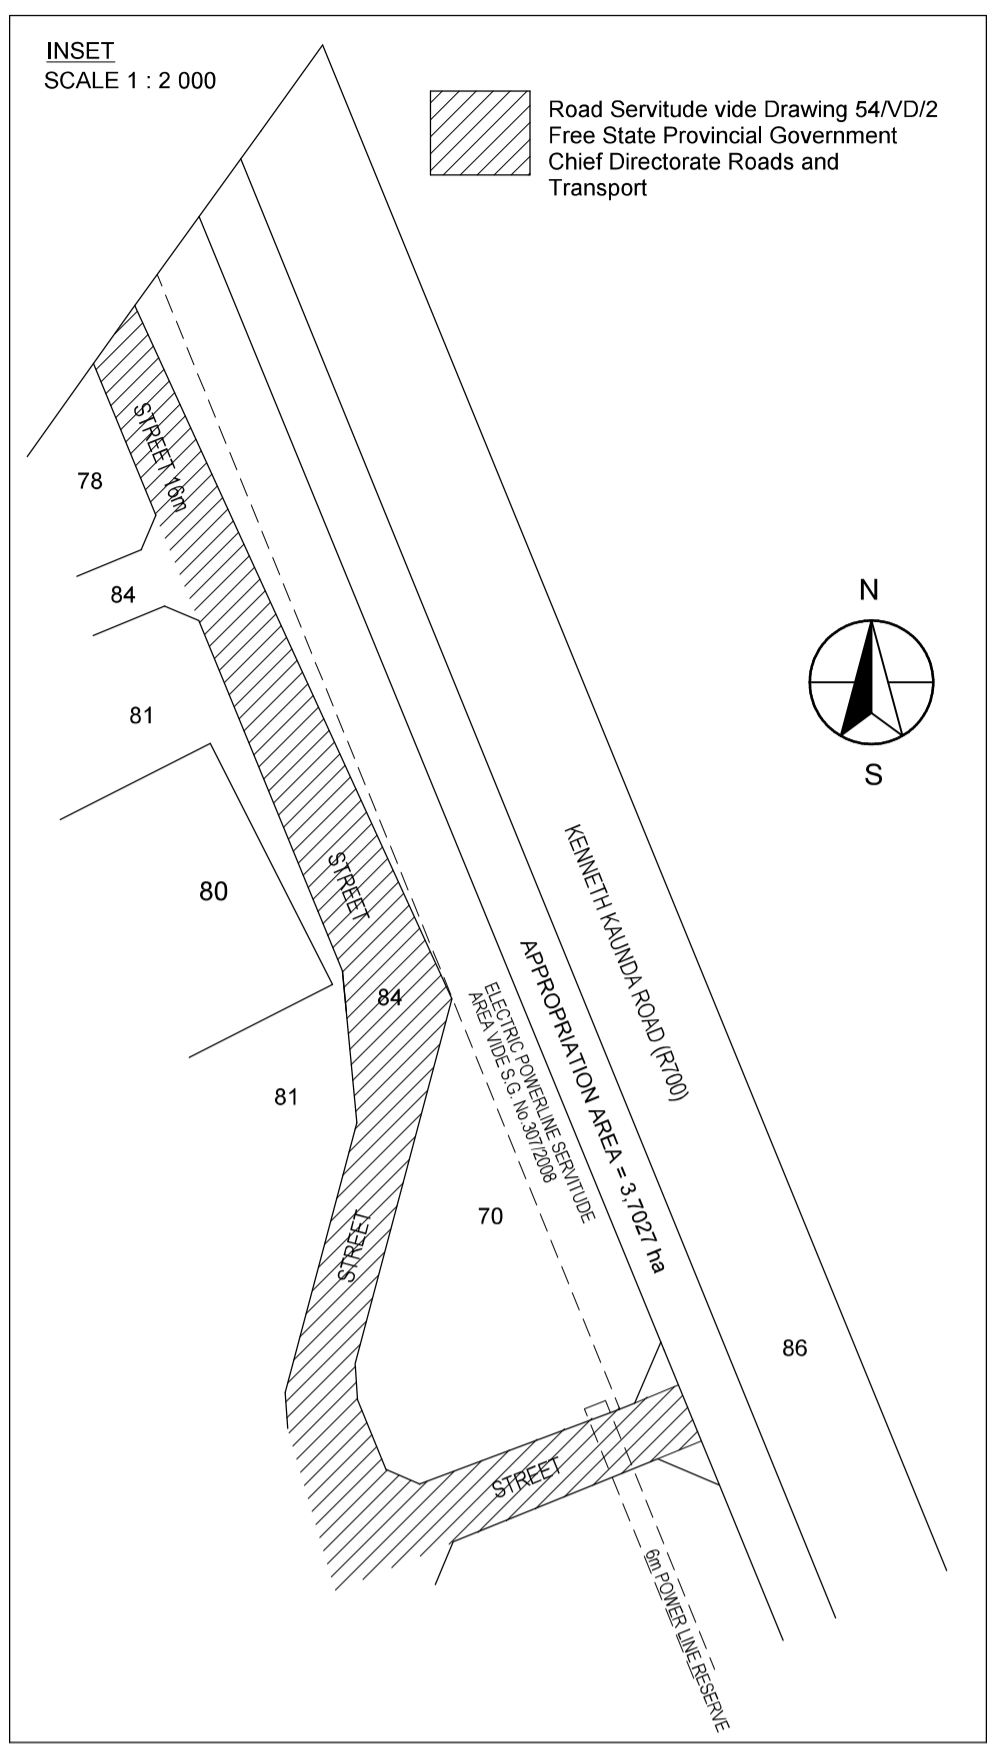 INSET
SCALE 1 : 2 000
Road Servitude vide Drawing 54/VD/2
Free State Provincial Government
Chief Directorate Roads and
Transport
STREET 16m
78
84
N
S
81
80
STREET
84
KENNETH KAUNDA ROAD (R700)
APPROPRIATION AREA = 3,7027 ha
ELECTRIC POWERLINE SERVITUDE
AREA VIDE S.G. No.307/2008
81
70
STREET
86
STREET
6m POWER LINE RESERVE